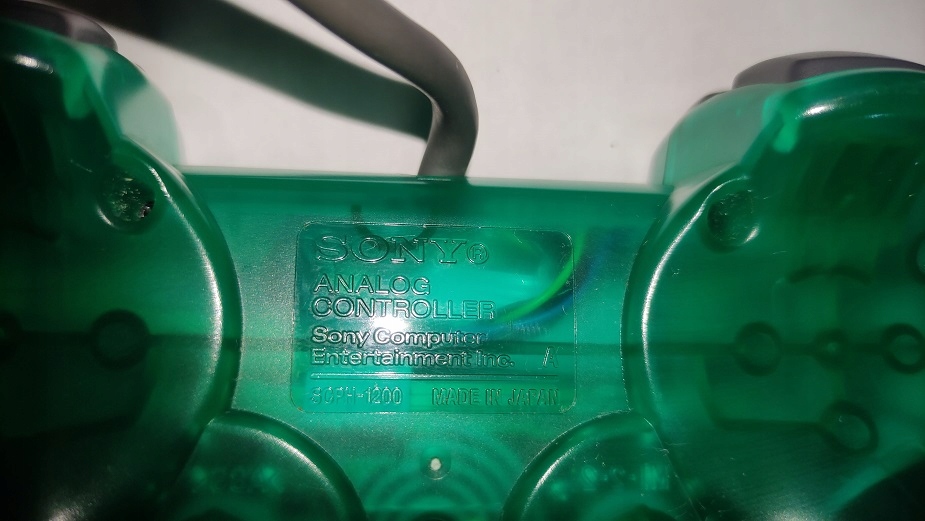 SONY®
ANALOG
CONTROLLER
Sony Computer
Entertainment Inc. A
SCPH-1200 MADE IN JAPAN